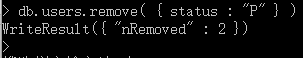 > db.users.remove( { status : "P" } )
WriteResult({ "nRemoved" : 2 })
>